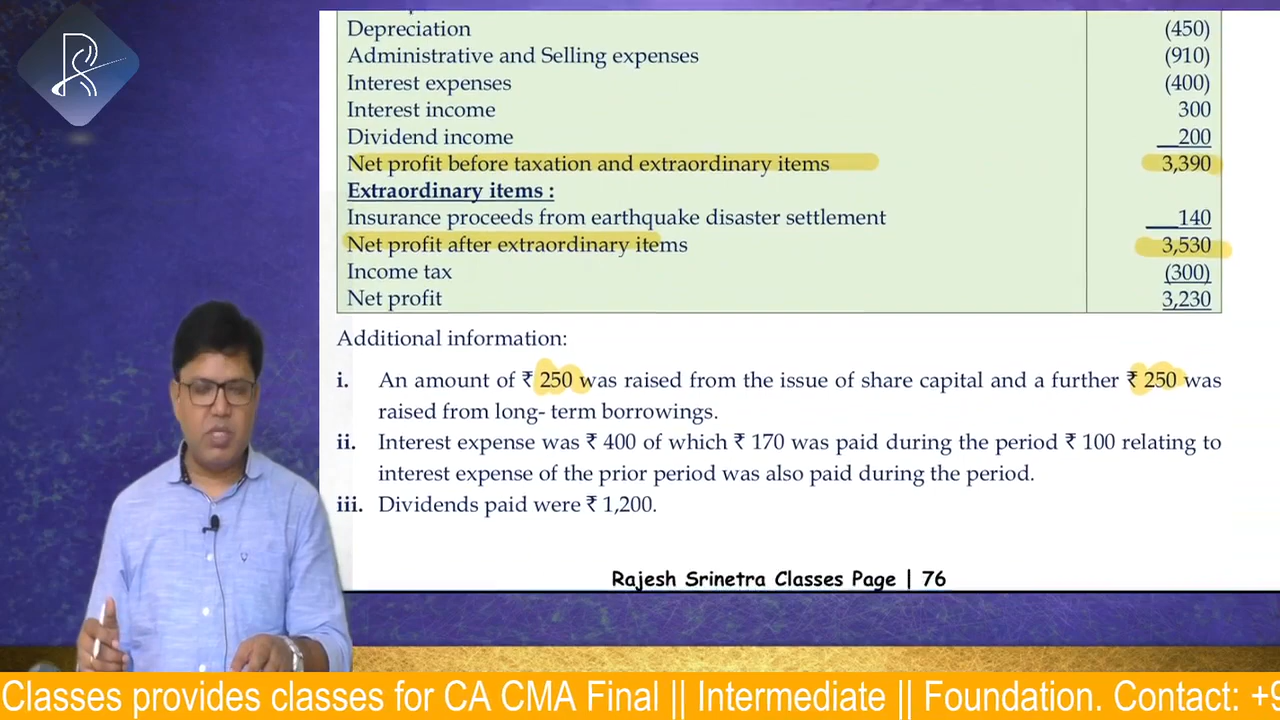 Depreciation (450)
Administrative and Selling expenses (910)
Interest expenses (400)
Interest income 300
Dividend income 200
Net profit before taxation and extraordinary items 3,390
Extraordinary items :
Insurance proceeds from earthquake disaster settlement 140
Net profit after extraordinary items 3,530
Income tax (300)
Net profit 3,230
Additional information:
i. An amount of ₹ 250 was raised from the issue of share capital and a further ₹ 250 was
raised from long- term borrowings.
ii. Interest expense was ₹ 400 of which ₹ 170 was paid during the period ₹ 100 relating to
interest expense of the prior period was also paid during the period.
iii. Dividends paid were ₹ 1,200.
Rajesh Srinetra Classes Page | 76
Classes provides classes for CA CMA Final || Intermediate || Foundation. Contact: +9